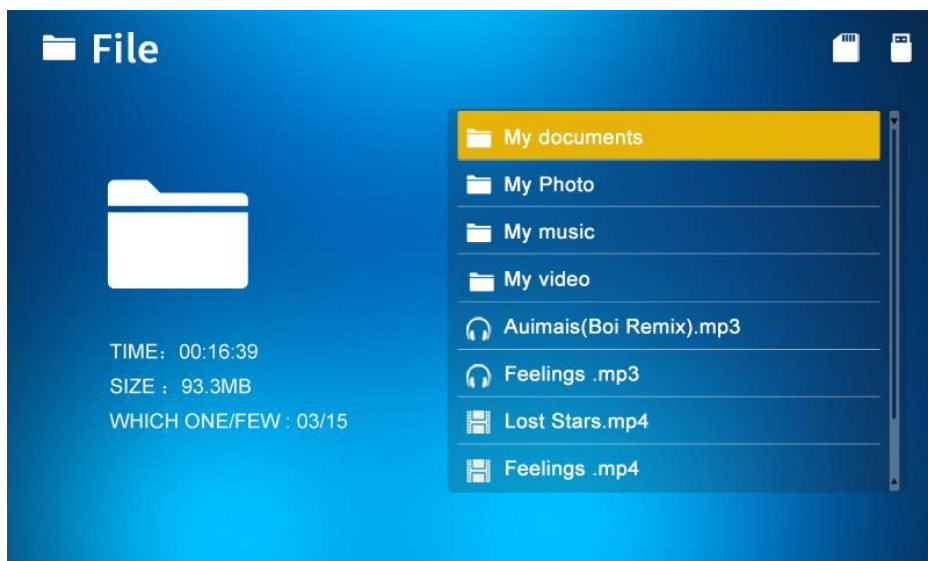 File
My documents
My Photo
My music
My video
Auimais(Boi Remix).mp3
Feelings .mp3
Lost Stars.mp4
Feelings .mp4
TIME：00:16:39
SIZE ：93.3MB
WHICH ONE/FEW : 03/15